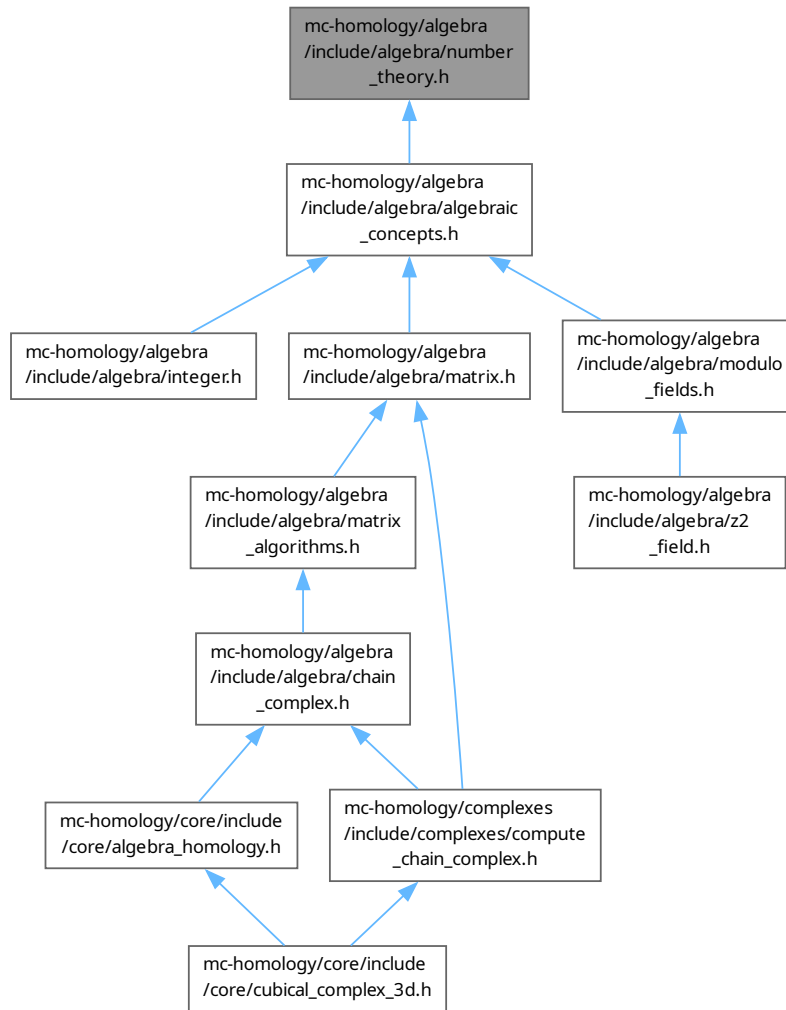 mc-homology/algebra
/include/algebra/number
_theory.h
mc-homology/algebra
/include/algebra/algebraic
_concepts.h
mc-homology/algebra
/include/algebra/integer.h
mc-homology/algebra
/include/algebra/matrix.h
mc-homology/algebra
/include/algebra/modulo
_fields.h
mc-homology/algebra
/include/algebra/matrix
_algorithms.h
mc-homology/algebra
/include/algebra/z2
_field.h
mc-homology/algebra
/include/algebra/chain
_complex.h
mc-homology/core/include
/core/algebra_homology.h
mc-homology/complexes
/include/complexes/compute
_chain_complex.h
mc-homology/core/include
/core/cubical_complex_3d.h